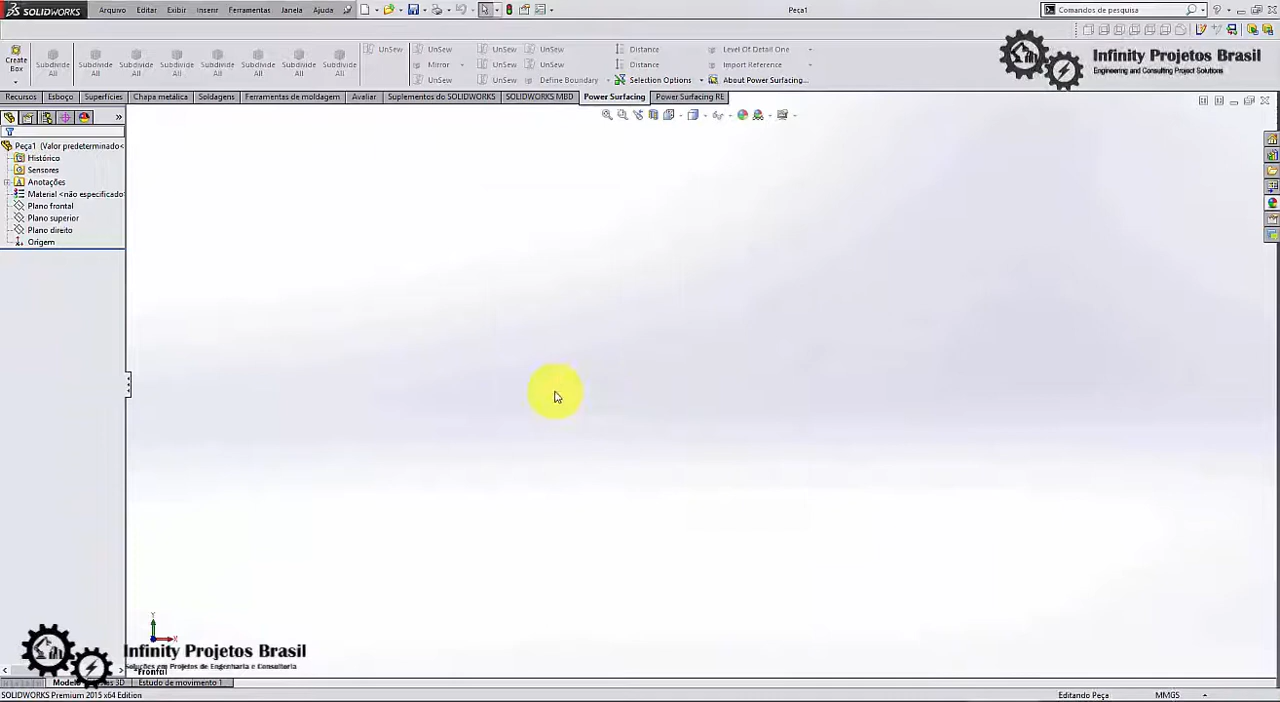 SOLIDWORKS
Arquivo Editar Exibir Inserir Ferramentas Janela Ajuda
Peca1
Comandos de pesquisa
Create Box
Subdivide All
Subdivide All
Subdivide All
Subdivide All
Subdivide All
Subdivide All
Subdivide All
Subdivide All
UnSew UnSew UnSew UnSew Distance Level Of Detail One
Mirror UnSew UnSew Distance Import Reference
UnSew UnSew Define Boundary Selection Options About Power Surfacing...
Infinity Projetos Brasil
Engineering and Consulting Project Solutions
Recursos Esboço Superfícies Chapa metálica Soldagens Ferramentas de moldagem Avaliar Suplementos do SOLIDWORKS SOLIDWORKS MBD Power Surfacing Power Surfacing RE
Peça1 (Valor predeterminado<
Histórico
Sensores
Anotações
Material <não especificado>
Plano frontal
Plano superior
Plano direito
Origem
Y
X
Infinity Projetos Brasil
Soluções em Projetos de Engenharia e Consultoria
*Frontal
Modelo 3D Estudo de movimento 1
SOLIDWORKS Premium 2015 x64 Edition
Editando Peça MMGS